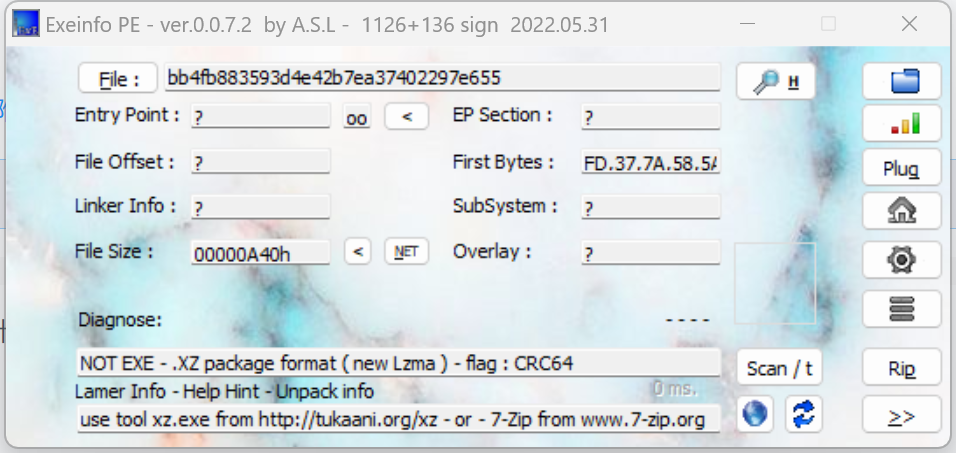 Exeinfo PE - ver.0.0.7.2 by A.S.L - 1126+136 sign 2022.05.31
File : bb4fb883593d4e42b7ea37402297e655 H
Entry Point : ? oo < EP Section : ?
File Offset : ? First Bytes : FD.37.7A.58.5A Plug
Linker Info : ? SubSystem : ?
File Size : 00000A40h < NET Overlay : ?
Diagnose: - - - -
NOT EXE - .XZ package format ( new Lzma ) - flag : CRC64 Scan / t Rip
Lamer Info - Help Hint - Unpack info 0 ms.
use tool xz.exe from http://tukaani.org/xz - or - 7-Zip from www.7-zip.org >>